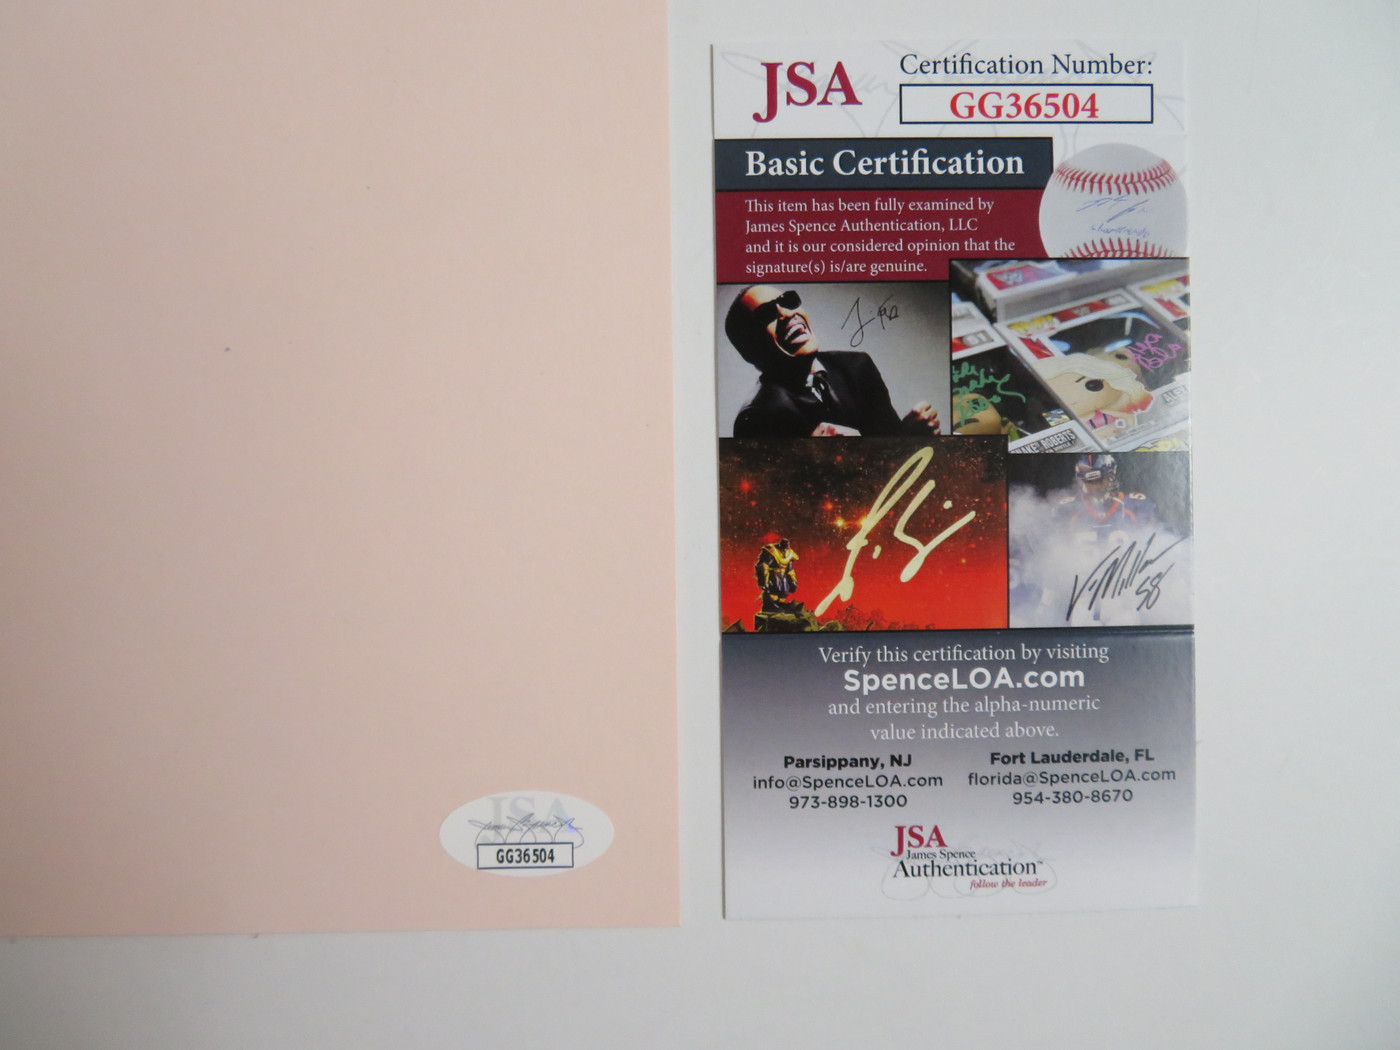 JSA
Certification Number:
GG36504
Basic Certification
This item has been fully examined by
James Spence Authentication, LLC
and it is our considered opinion that the
signature(s) is/are genuine.
58
Verify this certification by visiting
SpenceLOA.com
and entering the alpha-numeric
value indicated above.
Parsippany, NJ
info@SpenceLOA.com
973-898-1300
Fort Lauderdale, FL
florida@SpenceLOA.com
954-380-8670
JSA
James Spence
Authentication™
follow the leader
JSA
GG36504